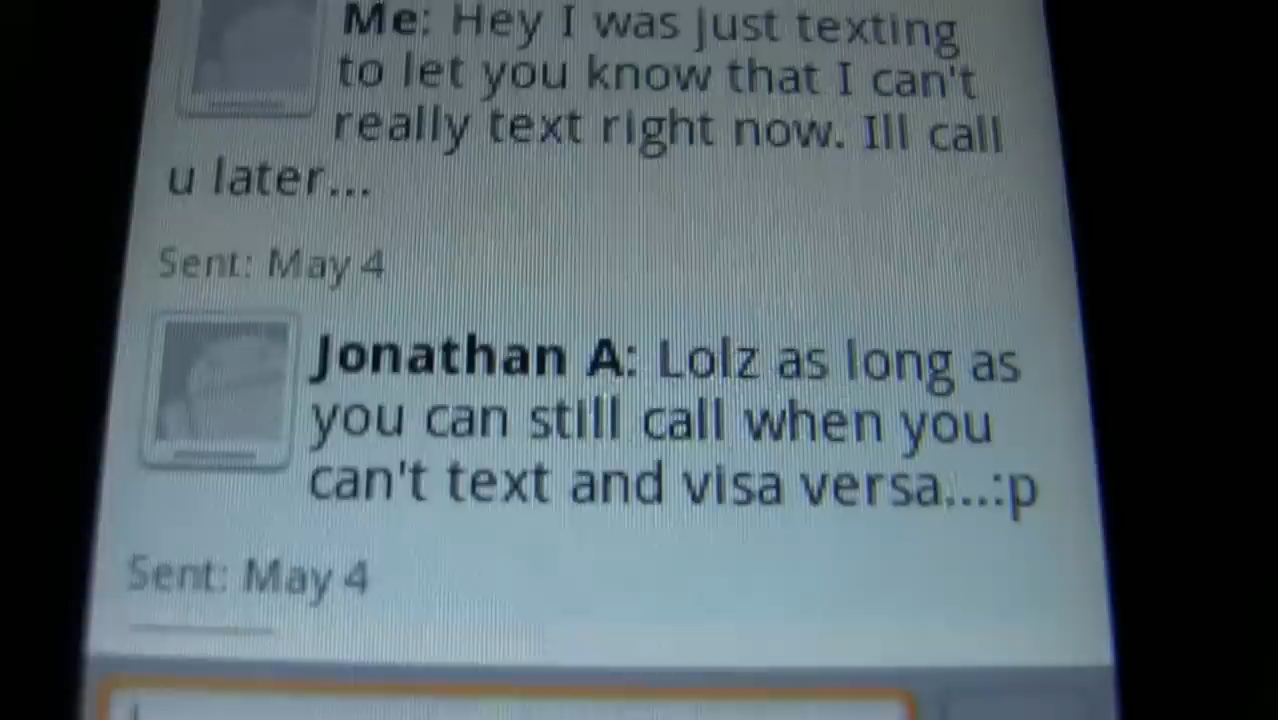 Me: Hey I was just texting
to let you know that I can't
really text right now. Ill call
u later...
Sent: May 4
Jonathan A: Lolz as long as
you can still call when you
can't text and visa versa...:p
Sent: May 4